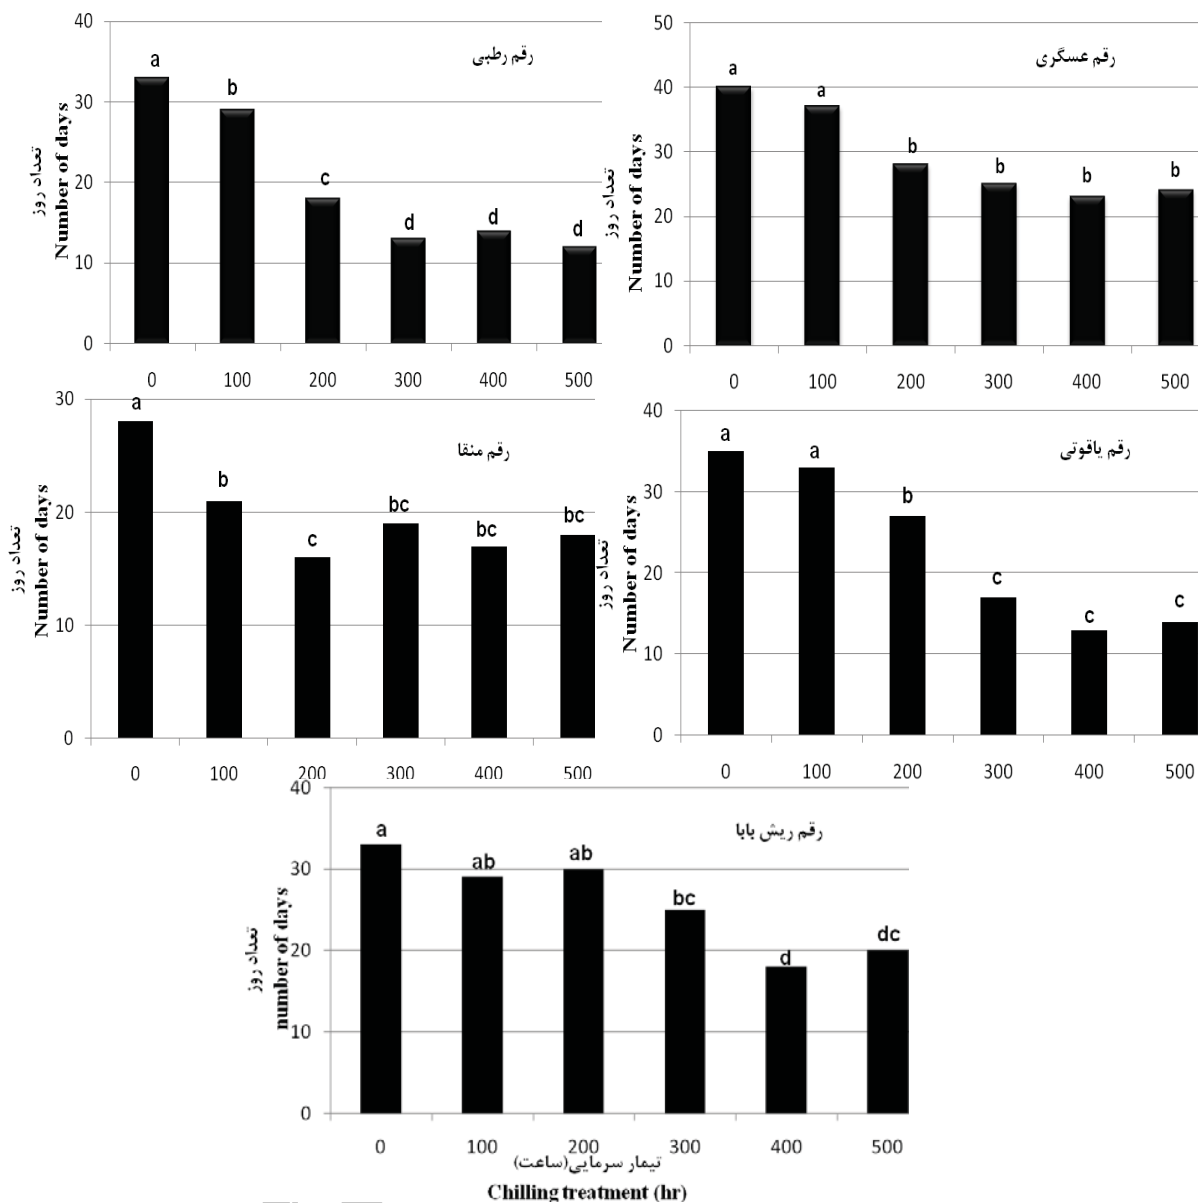 رقم رطبی
تعداد روز
Number of days
40
30
20
10
0
a
b
c
d
d
d
0 100 200 300 400 500
رقم عسگری
تعداد روز
Number of days
50
40
30
20
10
0
a
a
b
b
b
b
0 100 200 300 400 500
رقم منقا
تعداد روز
Number of days
30
20
10
0
a
b
c
bc
bc
bc
0 100 200 300 400 500
رقم یاقوتی
تعداد روز
Number of days
40
30
20
10
0
a
a
b
c
c
c
0 100 200 300 400 500
رقم ریش بابا
تعداد روز
number of days
40
30
20
10
0
a
ab
ab
bc
d
dc
0 100 200 300 400 500
تیمار سرمایی(ساعت)
Chilling treatment (hr)